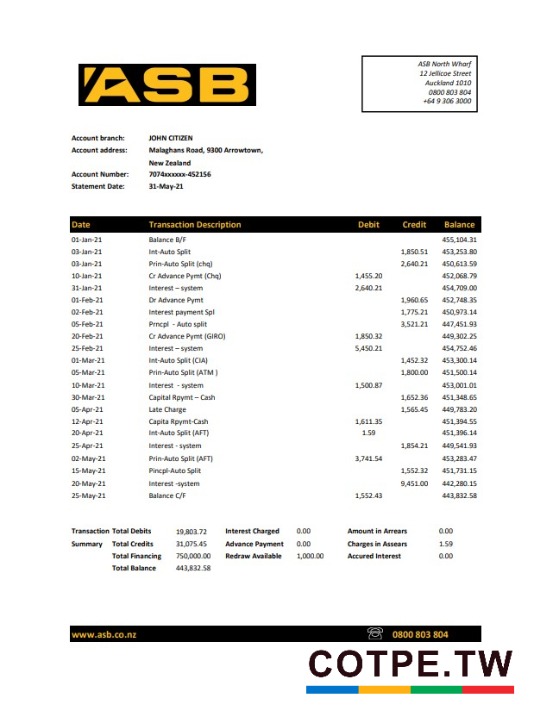 ASB
ASB North Wharf
12 Jellicoe Street
Auckland 1010
0800 803 804
+64 9 306 3000
Account branch: JOHN CITIZEN
Account address: Malaghans Road, 9300 Arrowtown,
New Zealand
Account Number: 7074xxxxxx-452156
Statement Date: 31-May-21
Date Transaction Description Debit Credit Balance
01-Jan-21 Balance B/F 455,104.31
03-Jan-21 Int-Auto Split 1,850.51 453,253.80
03-Jan-21 Prin-Auto Split (chq) 2,640.21 450,613.59
10-Jan-21 Cr Advance Pymt (Chq) 1,455.20 452,068.79
31-Jan-21 Interest – system 2,640.21 454,709.00
01-Feb-21 Dr Advance Pymt 1,960.65 452,748.35
02-Feb-21 Interest payment Spl 1,775.21 450,973.14
05-Feb-21 Prncpl - Auto split 3,521.21 447,451.93
20-Feb-21 Cr Advance Pymt (GIRO) 1,850.32 449,302.25
25-Feb-21 Interest – system 5,450.21 454,752.46
01-Mar-21 Int-Auto Split (CIA) 1,452.32 453,300.14
05-Mar-21 Prin-Auto Split (ATM ) 1,800.00 451,500.14
10-Mar-21 Interest - system 1,500.87 453,001.01
30-Mar-21 Capital Rpymt – Cash 1,652.36 451,348.65
05-Apr-21 Late Charge 1,565.45 449,783.20
12-Apr-21 Capita Rpymt-Cash 1,611.35 451,394.55
20-Apr-21 Int-Auto Split (AFT) 1.59 451,396.14
25-Apr-21 Interest - system 1,854.21 449,541.93
02-May-21 Prin-Auto Split (AFT) 3,741.54 453,283.47
15-May-21 Pincpl-Auto Split 1,552.32 451,731.15
20-May-21 Interest -system 9,451.00 442,280.15
25-May-21 Balance C/F 1,552.43 443,832.58
Transaction Total Debits 19,803.72 Interest Charged 0.00 Amount in Arrears 0.00
Summary Total Credits 31,075.45 Advance Payment 0.00 Charges in Assears 1.59
Total Financing 750,000.00 Redraw Available 1,000.00 Accured Interest 0.00
Total Balance 443,832.58
www.asb.co.nz 0800 803 804
COTPE.TW